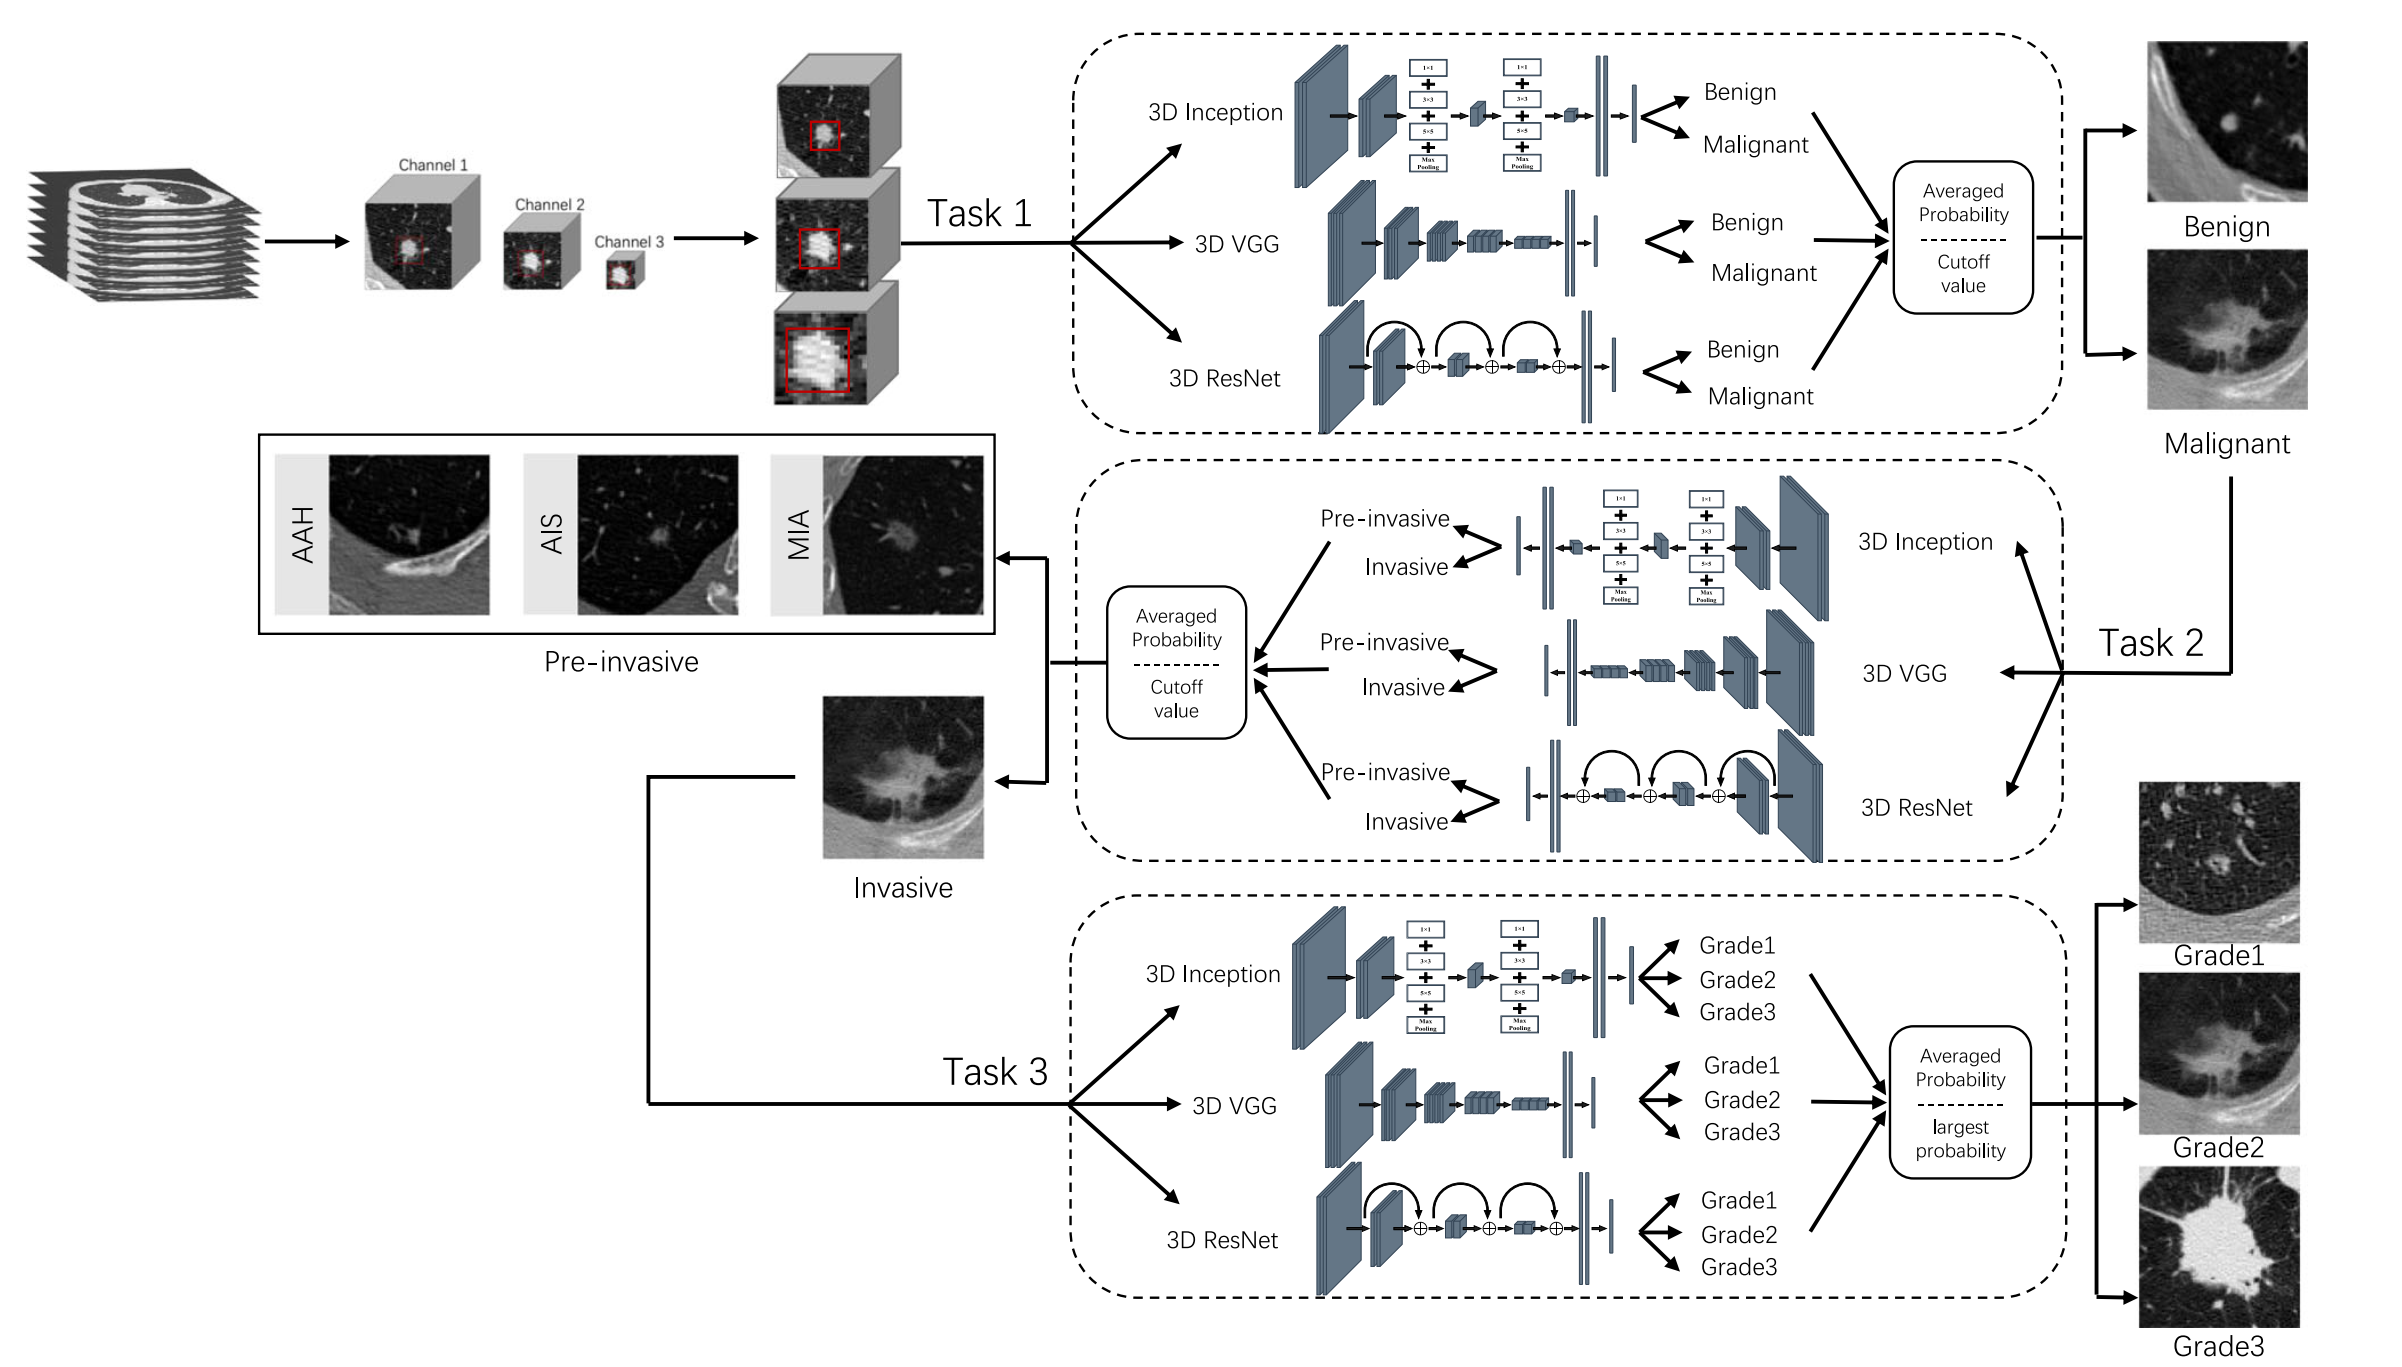 Channel 1
Channel 2
Channel 3
Task 1
3D Inception
1×1
3×3
5×5
Max
Pooling
1×1
3×3
5×5
Max
Pooling
Benign
Malignant
3D VGG
Benign
Malignant
3D ResNet
Benign
Malignant
Averaged
Probability
Cutoff
value
Benign
Malignant
Task 2
3D Inception
1×1
3×3
5×5
Max
Pooling
1×1
3×3
5×5
Max
Pooling
Pre-invasive
Invasive
3D VGG
Pre-invasive
Invasive
3D ResNet
Pre-invasive
Invasive
Averaged
Probability
Cutoff
value
AAH
AIS
MIA
Pre-invasive
Invasive
Task 3
3D Inception
1×1
3×3
5×5
Max
Pooling
1×1
3×3
5×5
Max
Pooling
Grade1
Grade2
Grade3
3D VGG
Grade1
Grade2
Grade3
3D ResNet
Grade1
Grade2
Grade3
Averaged
Probability
largest
probability
Grade1
Grade2
Grade3